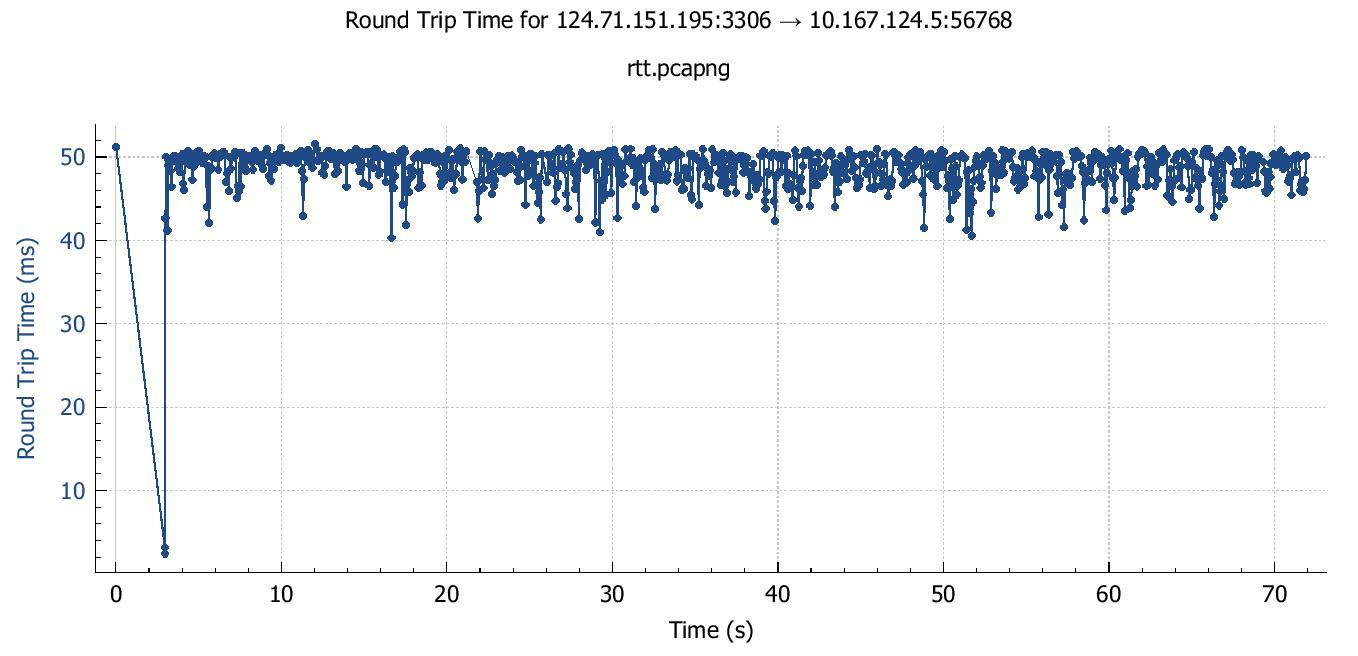 Round Trip Time for 124.71.151.195:3306 → 10.167.124.5:56768
rtt.pcapng
Round Trip Time (ms)
50
40
30
20
10
0 10 20 30 40 50 60 70
Time (s)